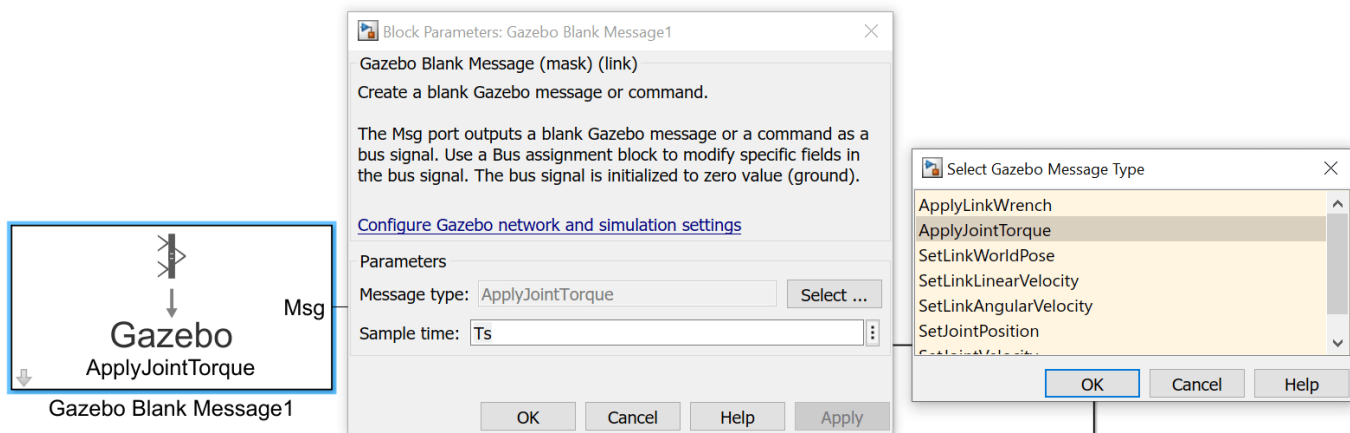 Gazebo
ApplyJointTorque
Msg
Gazebo Blank Message1
Block Parameters: Gazebo Blank Message1
Gazebo Blank Message (mask) (link)
Create a blank Gazebo message or command.
The Msg port outputs a blank Gazebo message or a command as a
bus signal. Use a Bus assignment block to modify specific fields in
the bus signal. The bus signal is initialized to zero value (ground).
Configure Gazebo network and simulation settings
Parameters
Message type: ApplyJointTorque Select ...
Sample time: Ts
OK Cancel Help Apply
Select Gazebo Message Type
ApplyLinkWrench
ApplyJointTorque
SetLinkWorldPose
SetLinkLinearVelocity
SetLinkAngularVelocity
SetJointPosition
SetJointVelocity
OK Cancel Help